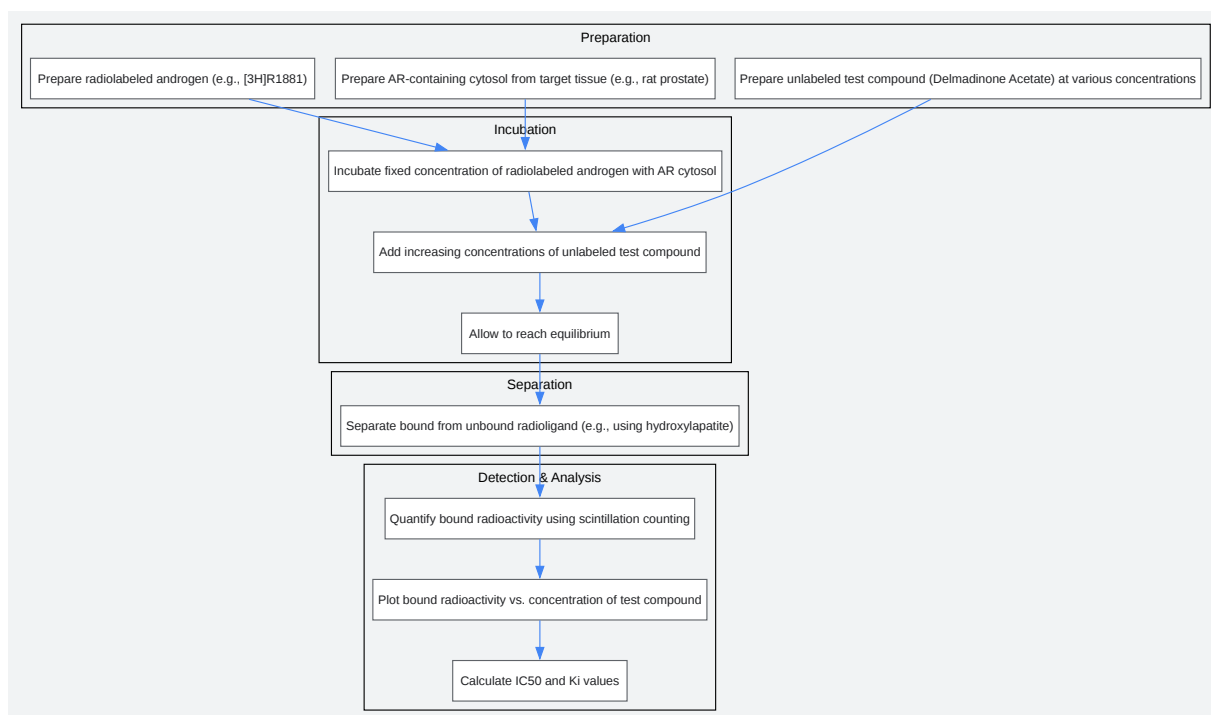 Preparation
Prepare radiolabeled androgen (e.g., [3H]R1881)
Prepare AR-containing cytosol from target tissue (e.g., rat prostate)
Prepare unlabeled test compound (Delmadinone Acetate) at various concentrations
Incubation
Incubate fixed concentration of radiolabeled androgen with AR cytosol
Add increasing concentrations of unlabeled test compound
Allow to reach equilibrium
Separation
Separate bound from unbound radioligand (e.g., using hydroxylapatite)
Detection & Analysis
Quantify bound radioactivity using scintillation counting
Plot bound radioactivity vs. concentration of test compound
Calculate IC50 and Ki values